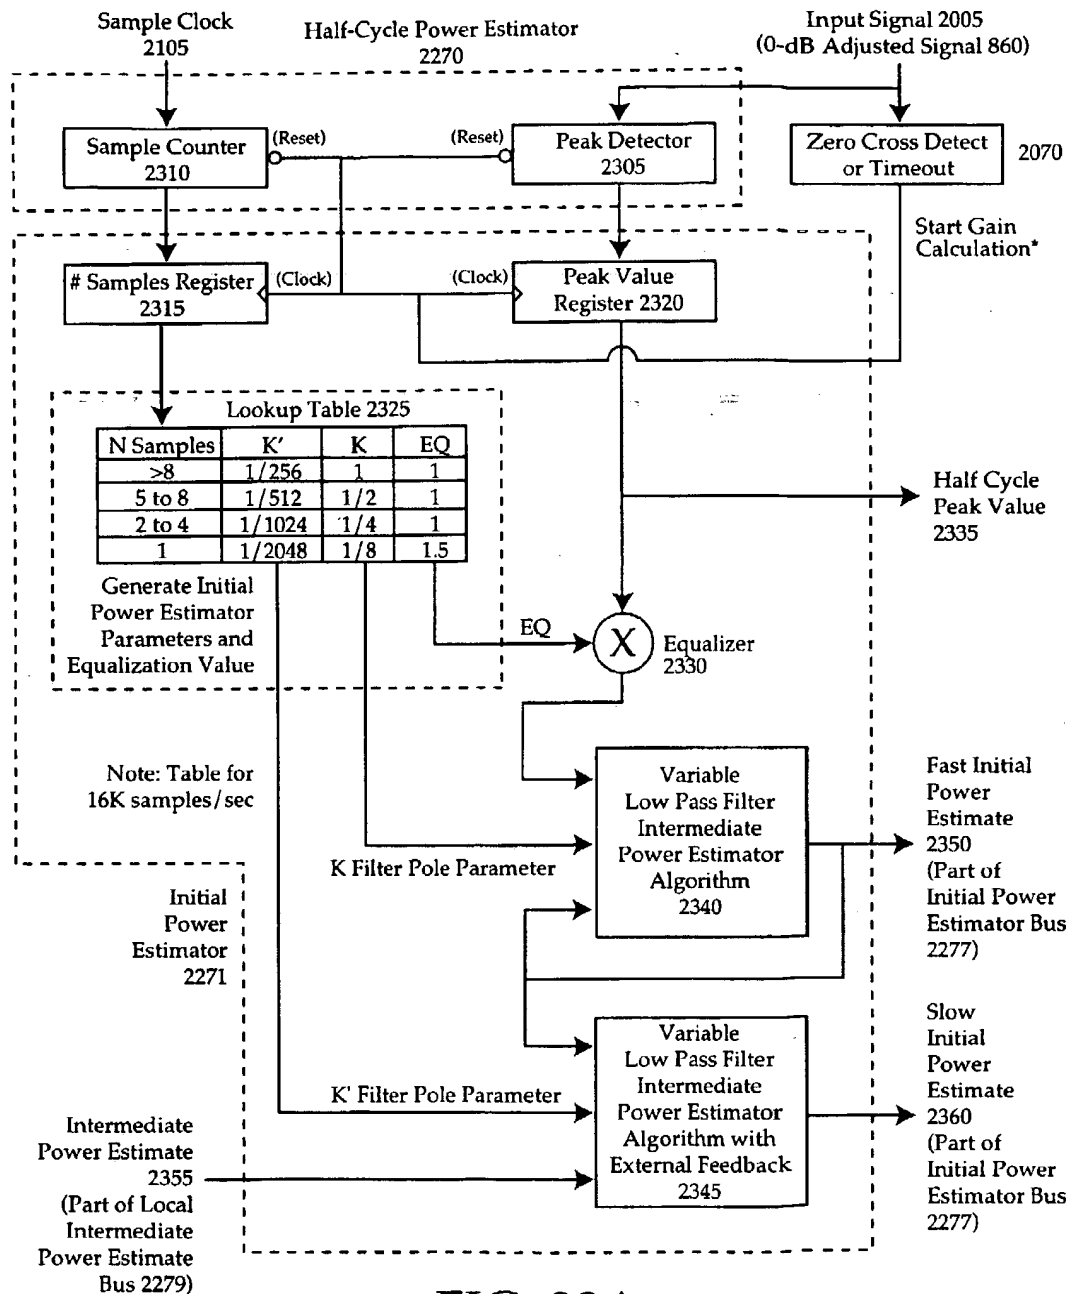 Sample Clock
2105
Half-Cycle Power Estimator
2270
Input Signal 2005
(0-dB Adjusted Signal 860)
Sample Counter
2310
(Reset)
(Reset)
Peak Detector
2305
Zero Cross Detect
or Timeout
2070
Start Gain
Calculation*
# Samples Register
2315
(Clock)
(Clock)
Peak Value
Register 2320
Lookup Table 2325
N Samples K' K EQ
>8 1/256 1 1
5 to 8 1/512 1/2 1
2 to 4 1/1024 1/4 1
1 1/2048 1/8 1.5
Half Cycle
Peak Value
2335
Generate Initial
Power Estimator
Parameters and
Equalization Value
EQ
X
Equalizer
2330
Note: Table for
16K samples/sec
Variable
Low Pass Filter
Intermediate
Power Estimator
Algorithm
2340
K Filter Pole Parameter
Fast Initial
Power
Estimate
2350
(Part of
Initial Power
Estimator Bus
2277)
Initial
Power
Estimator
2271
Variable
Low Pass Filter
Intermediate
Power Estimator
Algorithm with
External Feedback
2345
K' Filter Pole Parameter
Slow
Initial
Power
Estimate
2360
(Part of
Initial Power
Estimator Bus
2277)
Intermediate
Power Estimate
2355
(Part of Local
Intermediate
Power Estimate
Bus 2279)